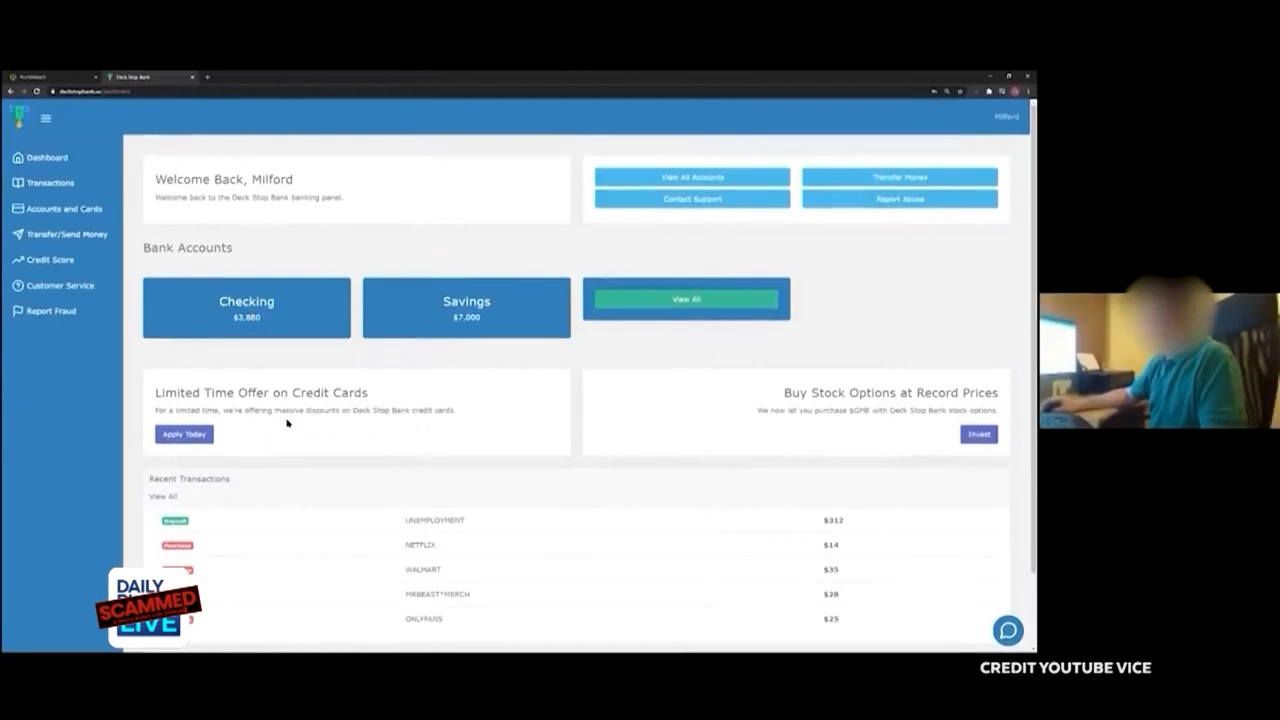 Deck Stop Bank
Milford
Dashboard
Transactions
Accounts and Cards
Transfer/Send Money
Credit Score
Customer Service
Report Fraud
Welcome Back, Milford
Welcome back to the Deck Stop Bank banking panel.
View All Accounts
Transfer Money
Contact Support
Report Abuse
Bank Accounts
Checking
$3,880
Savings
$7,000
View All
Limited Time Offer on Credit Cards
For a limited time, we're offering massive discounts on Deck Stop Bank credit cards.
Apply Today
Buy Stock Options at Record Prices
We now let you purchase $GME with Deck Stop Bank stock options.
Invest
Recent Transactions
View All
Deposit UNEMPLOYMENT $312
Purchase NETFLIX $14
WALMART $35
MRBEAST*MERCH $28
ONLYFANS $25
DAILY
SCAMMED
LIVE
CREDIT YOUTUBE VICE